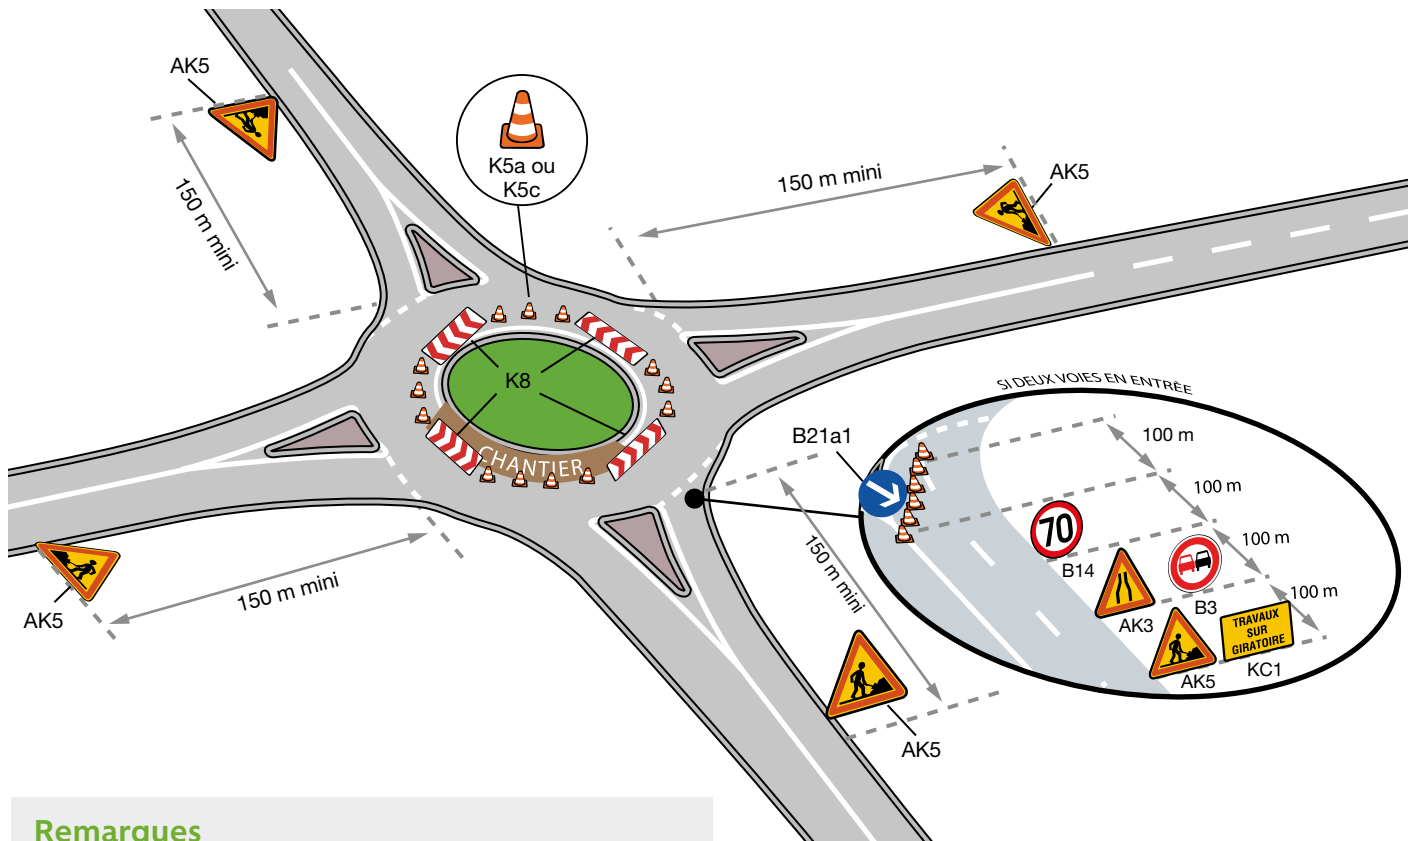 AK5
150 m mini
K5a ou
K5c
150 m mini
AK5
K8
CHANTIER
AK5
150 m mini
B21a1
150 m mini
AK5
SI DEUX VOIES EN ENTRÉE
100 m
100 m
100 m
100 m
70
B14
AK3
B3
TRAVAUX
SUR
GIRATOIRE
AK5
KC1
Remarques